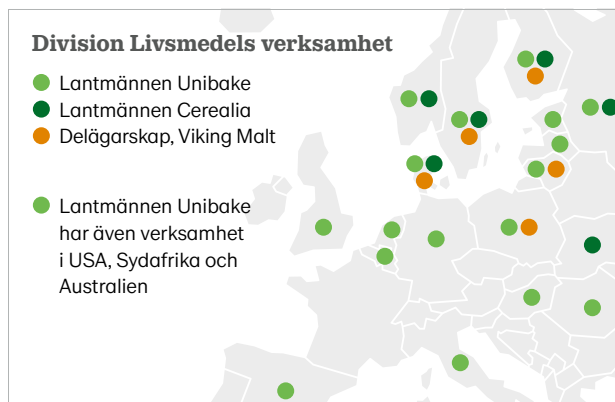 Division Livsmedels verksamhet
Lantmännen Unibake
Lantmännen Cerealia
Delägarskap, Viking Malt
Lantmännen Unibake
har även verksamhet
i USA, Sydafrika och
Australien